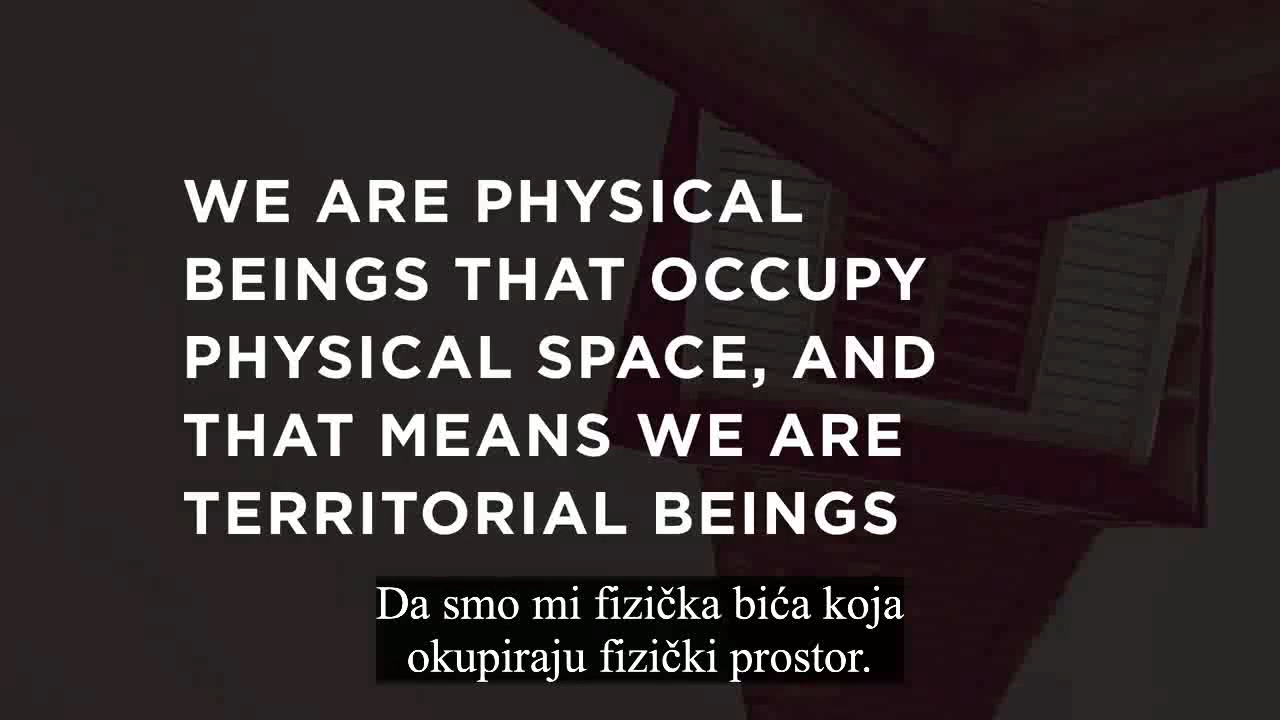 WE ARE PHYSICAL
BEINGS THAT OCCUPY
PHYSICAL SPACE, AND
THAT MEANS WE ARE
TERRITORIAL BEINGS
Da smo mi fizička bića koja
okupiraju fizički prostor.